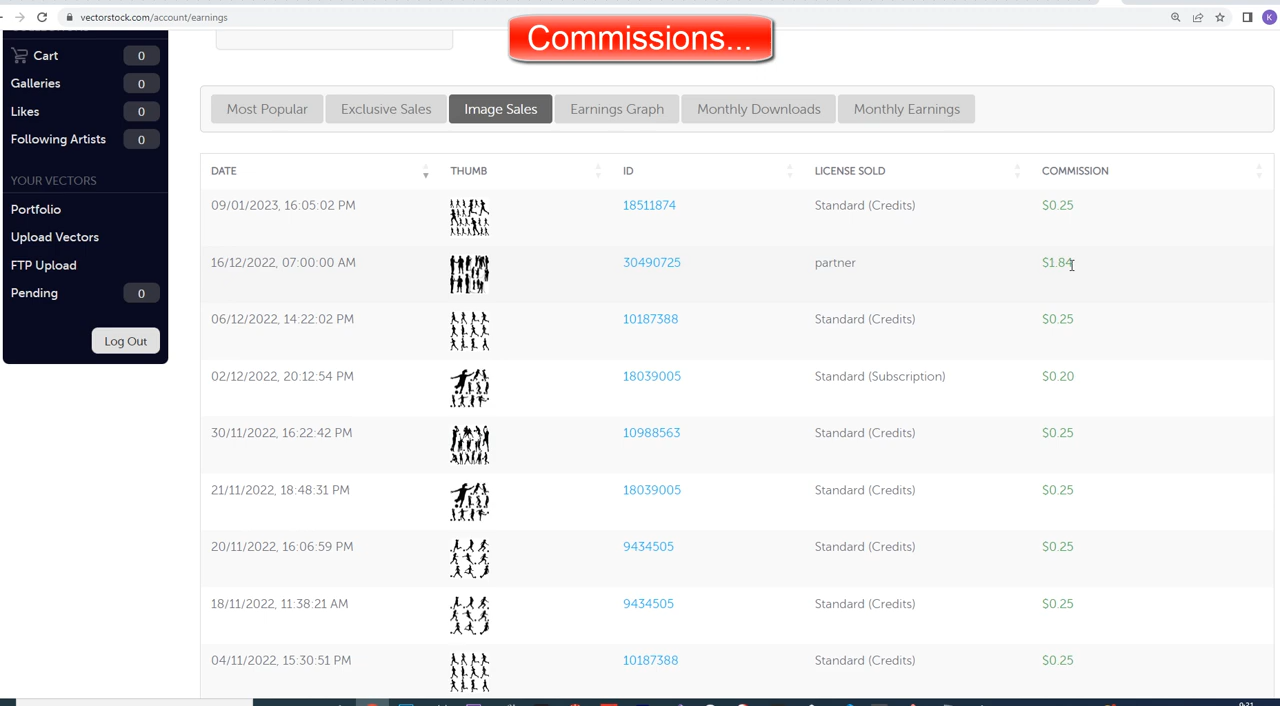 vectorstock.com/account/earnings
K
Commissions...
Cart 0
Galleries 0
Likes 0
Following Artists 0
YOUR VECTORS
Portfolio
Upload Vectors
FTP Upload
Pending 0
Log Out
Most Popular Exclusive Sales Image Sales Earnings Graph Monthly Downloads Monthly Earnings
DATE THUMB ID LICENSE SOLD COMMISSION
09/01/2023, 16:05:02 PM 18511874 Standard (Credits) $0.25
16/12/2022, 07:00:00 AM 30490725 partner $1.84
06/12/2022, 14:22:02 PM 10187388 Standard (Credits) $0.25
02/12/2022, 20:12:54 PM 18039005 Standard (Subscription) $0.20
30/11/2022, 16:22:42 PM 10988563 Standard (Credits) $0.25
21/11/2022, 18:48:31 PM 18039005 Standard (Credits) $0.25
20/11/2022, 16:06:59 PM 9434505 Standard (Credits) $0.25
18/11/2022, 11:38:21 AM 9434505 Standard (Credits) $0.25
04/11/2022, 15:30:51 PM 10187388 Standard (Credits) $0.25